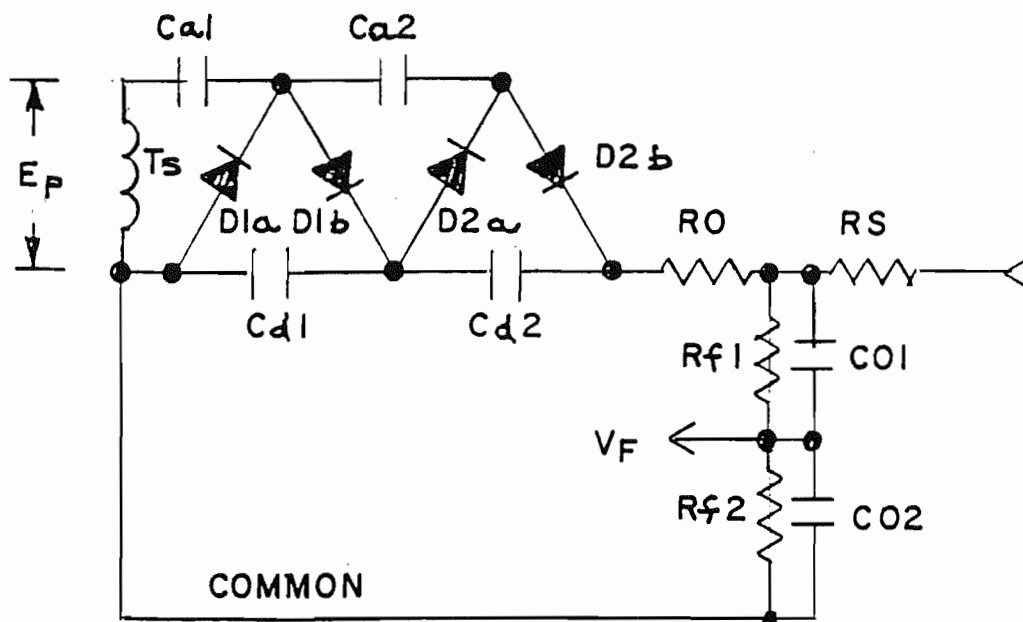 Ca1 Ca2
Ep Ts D2b
D1a D1b D2a RO RS
Cd1 Cd2
Rf1 CO1
VF
Rf2 CO2
COMMON